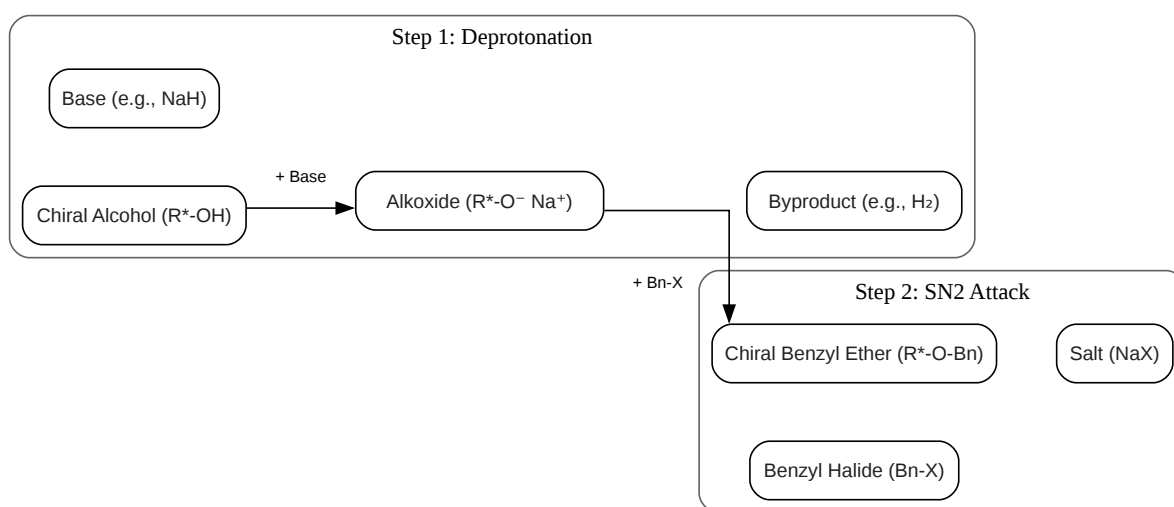 Step 1: Deprotonation
Base (e.g., NaH)
+ Base
Chiral Alcohol (R*-OH)
Alkoxide (R*-O⁻ Na⁺)
Byproduct (e.g., H₂)
+ Bn-X
Step 2: SN2 Attack
Chiral Benzyl Ether (R*-O-Bn)
Salt (NaX)
Benzyl Halide (Bn-X)